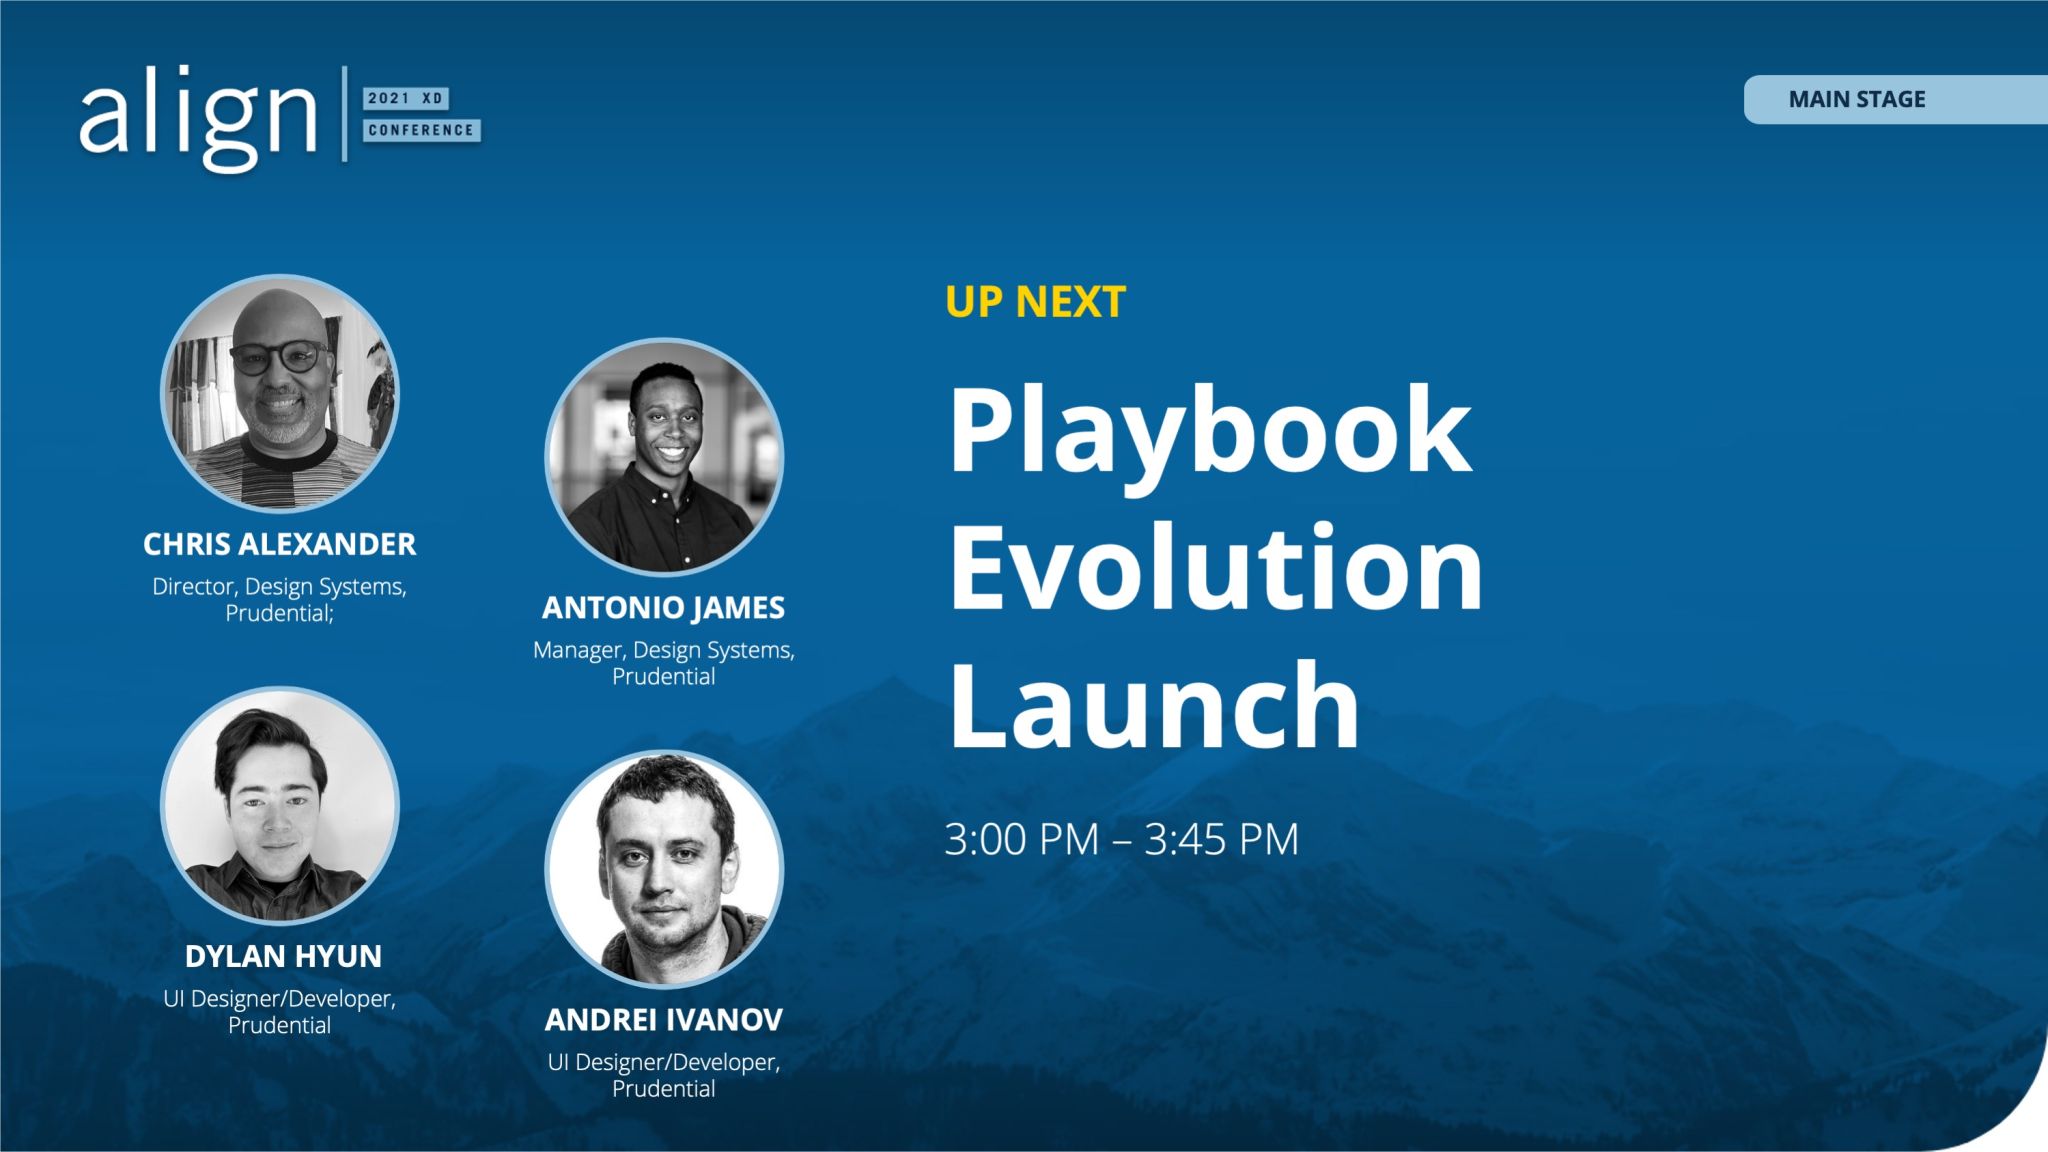 align
2021 XD
CONFERENCE
MAIN STAGE
CHRIS ALEXANDER
Director, Design Systems,
Prudential;
ANTONIO JAMES
Manager, Design Systems,
Prudential
DYLAN HYUN
UI Designer/Developer,
Prudential
ANDREI IVANOV
UI Designer/Developer,
Prudential
UP NEXT
Playbook
Evolution
Launch
3:00 PM – 3:45 PM